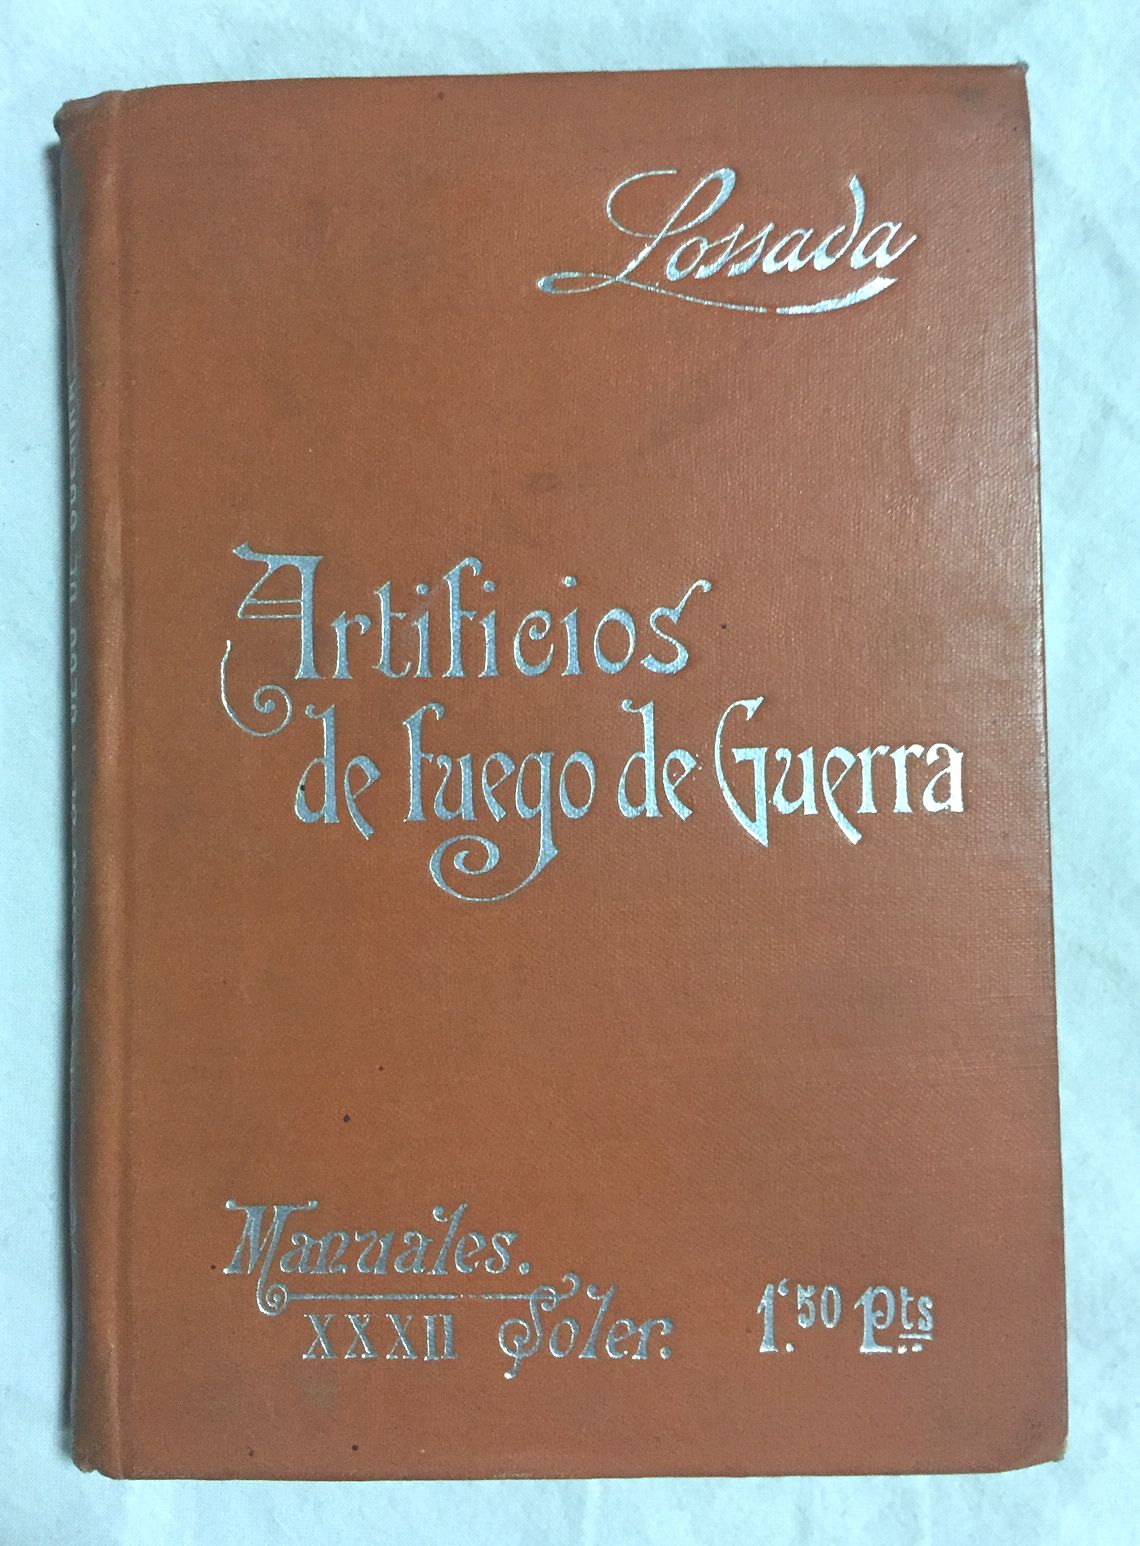 Lossada
Artificios
de fuego de Guerra
Manuales.
XXXII Soler. 1'.50 Pts